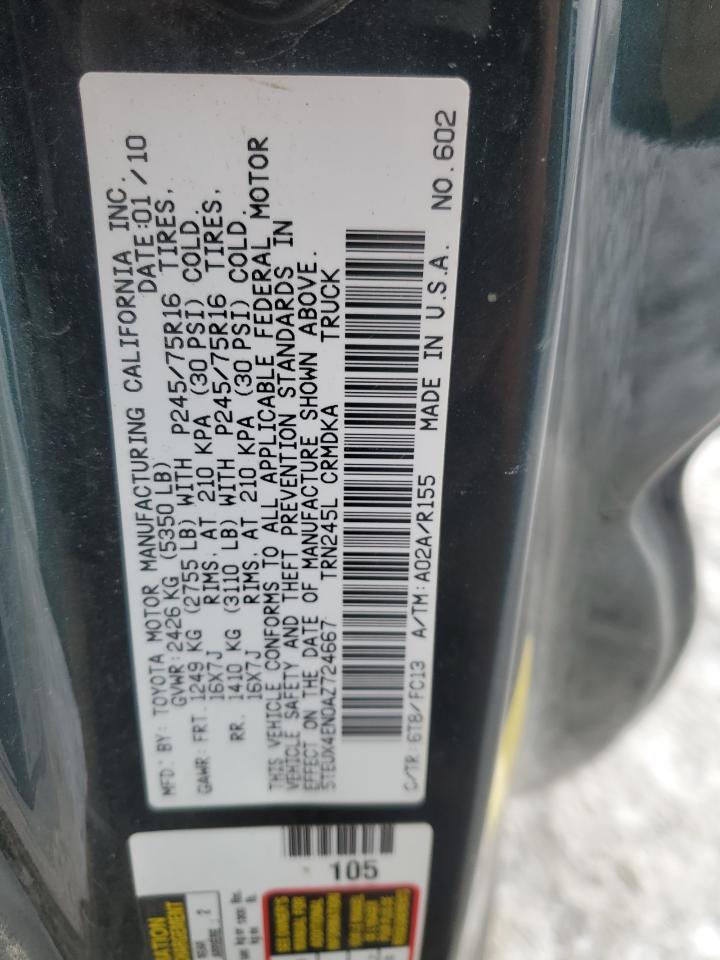 MFD. BY: TOYOTA MOTOR MANUFACTURING CALIFORNIA INC.
GVWR: 2426 KG (5350 LB) DATE: 01/10
GAWR: FRT. 1249 KG (2755 LB) WITH P245/75R16 TIRES,
16X7J RIMS, AT 210 KPA (30 PSI) COLD.
RR. 1410 KG (3110 LB) WITH P245/75R16 TIRES,
16X7J RIMS, AT 210 KPA (30 PSI) COLD.
THIS VEHICLE CONFORMS TO ALL APPLICABLE FEDERAL MOTOR
VEHICLE SAFETY AND THEFT PREVENTION STANDARDS IN
EFFECT ON THE DATE OF MANUFACTURE SHOWN ABOVE.
5TEUX4EN0AZ724667 TRN245L CRMDKA TRUCK
C/TR: 6T8/FC13 A/TM: A02A/R155 MADE IN U.S.A. NO. 602
105
REAR
ARRIERE : 2